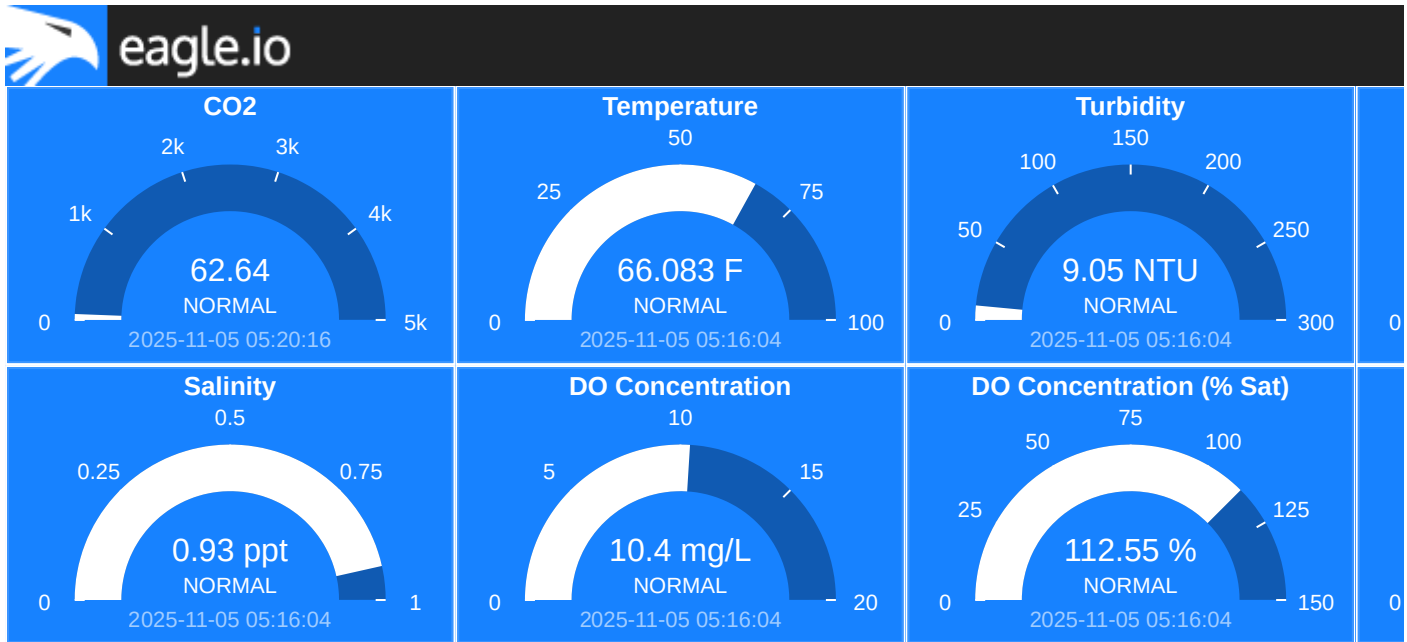 eagle.io
CO2
2k
3k
1k
4k
62.64
NORMAL
0
5k
2025-11-05 05:20:16
Temperature
50
25
75
66.083 F
NORMAL
0
100
2025-11-05 05:16:04
Turbidity
150
100
200
50
250
9.05 NTU
NORMAL
0
300
2025-11-05 05:16:04
0
Salinity
0.5
0.25
0.75
0.93 ppt
NORMAL
0
1
2025-11-05 05:16:04
DO Concentration
10
5
15
10.4 mg/L
NORMAL
0
20
2025-11-05 05:16:04
DO Concentration (% Sat)
75
50
100
25
125
112.55 %
NORMAL
0
150
2025-11-05 05:16:04
0